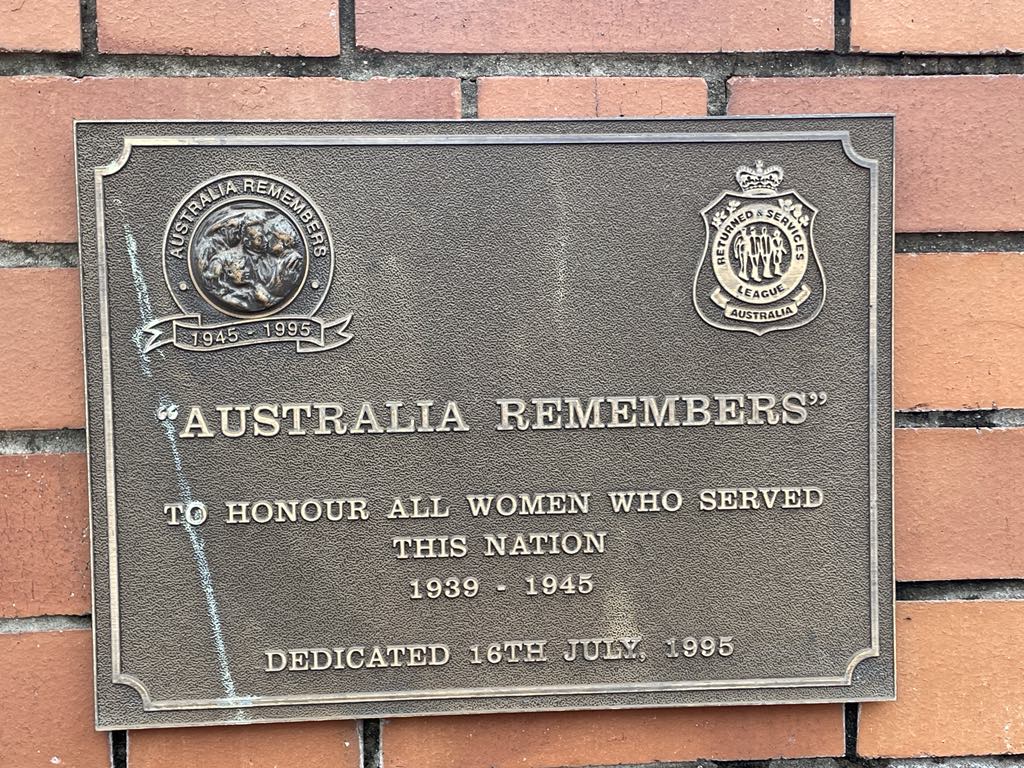 AUSTRALIA REMEMBERS
1945 - 1995
RETURNED & SERVICES
LEAGUE
AUSTRALIA
“AUSTRALIA REMEMBERS”
TO HONOUR ALL WOMEN WHO SERVED
THIS NATION
1939 - 1945
DEDICATED 16TH JULY, 1995